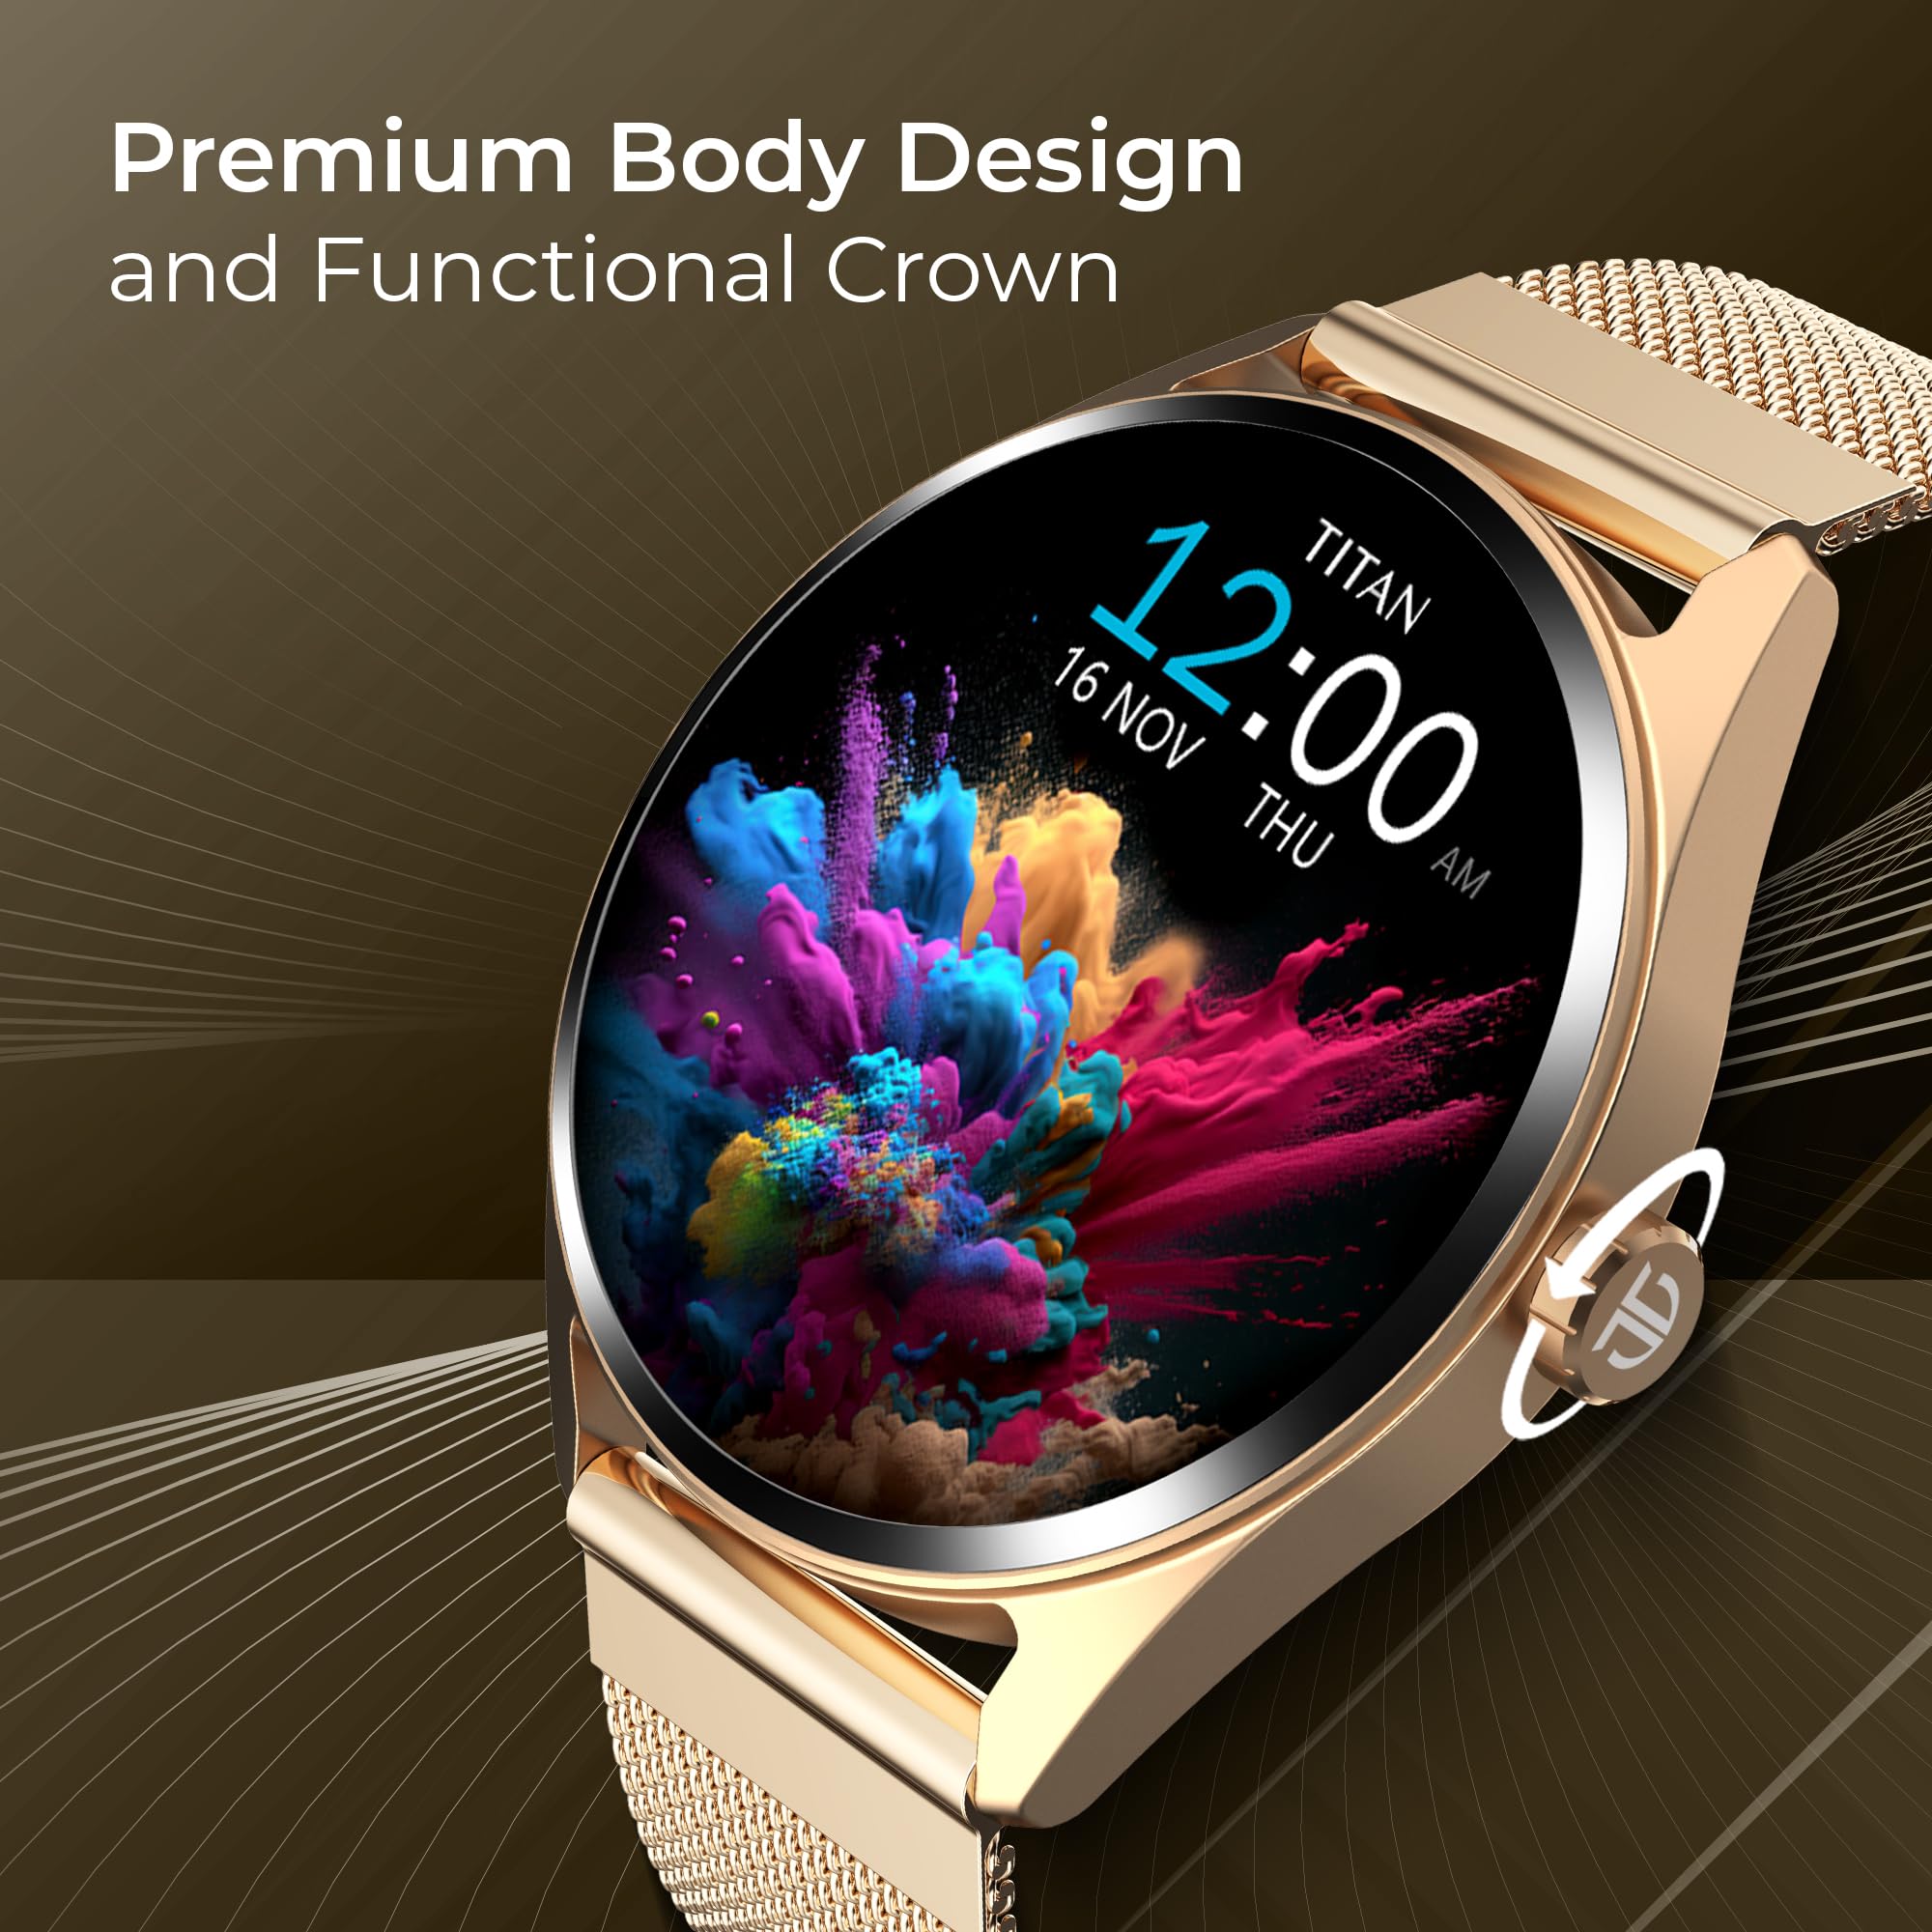 Premium Body Design
and Functional Crown
TITAN
12:00
AM
16 NOV THU